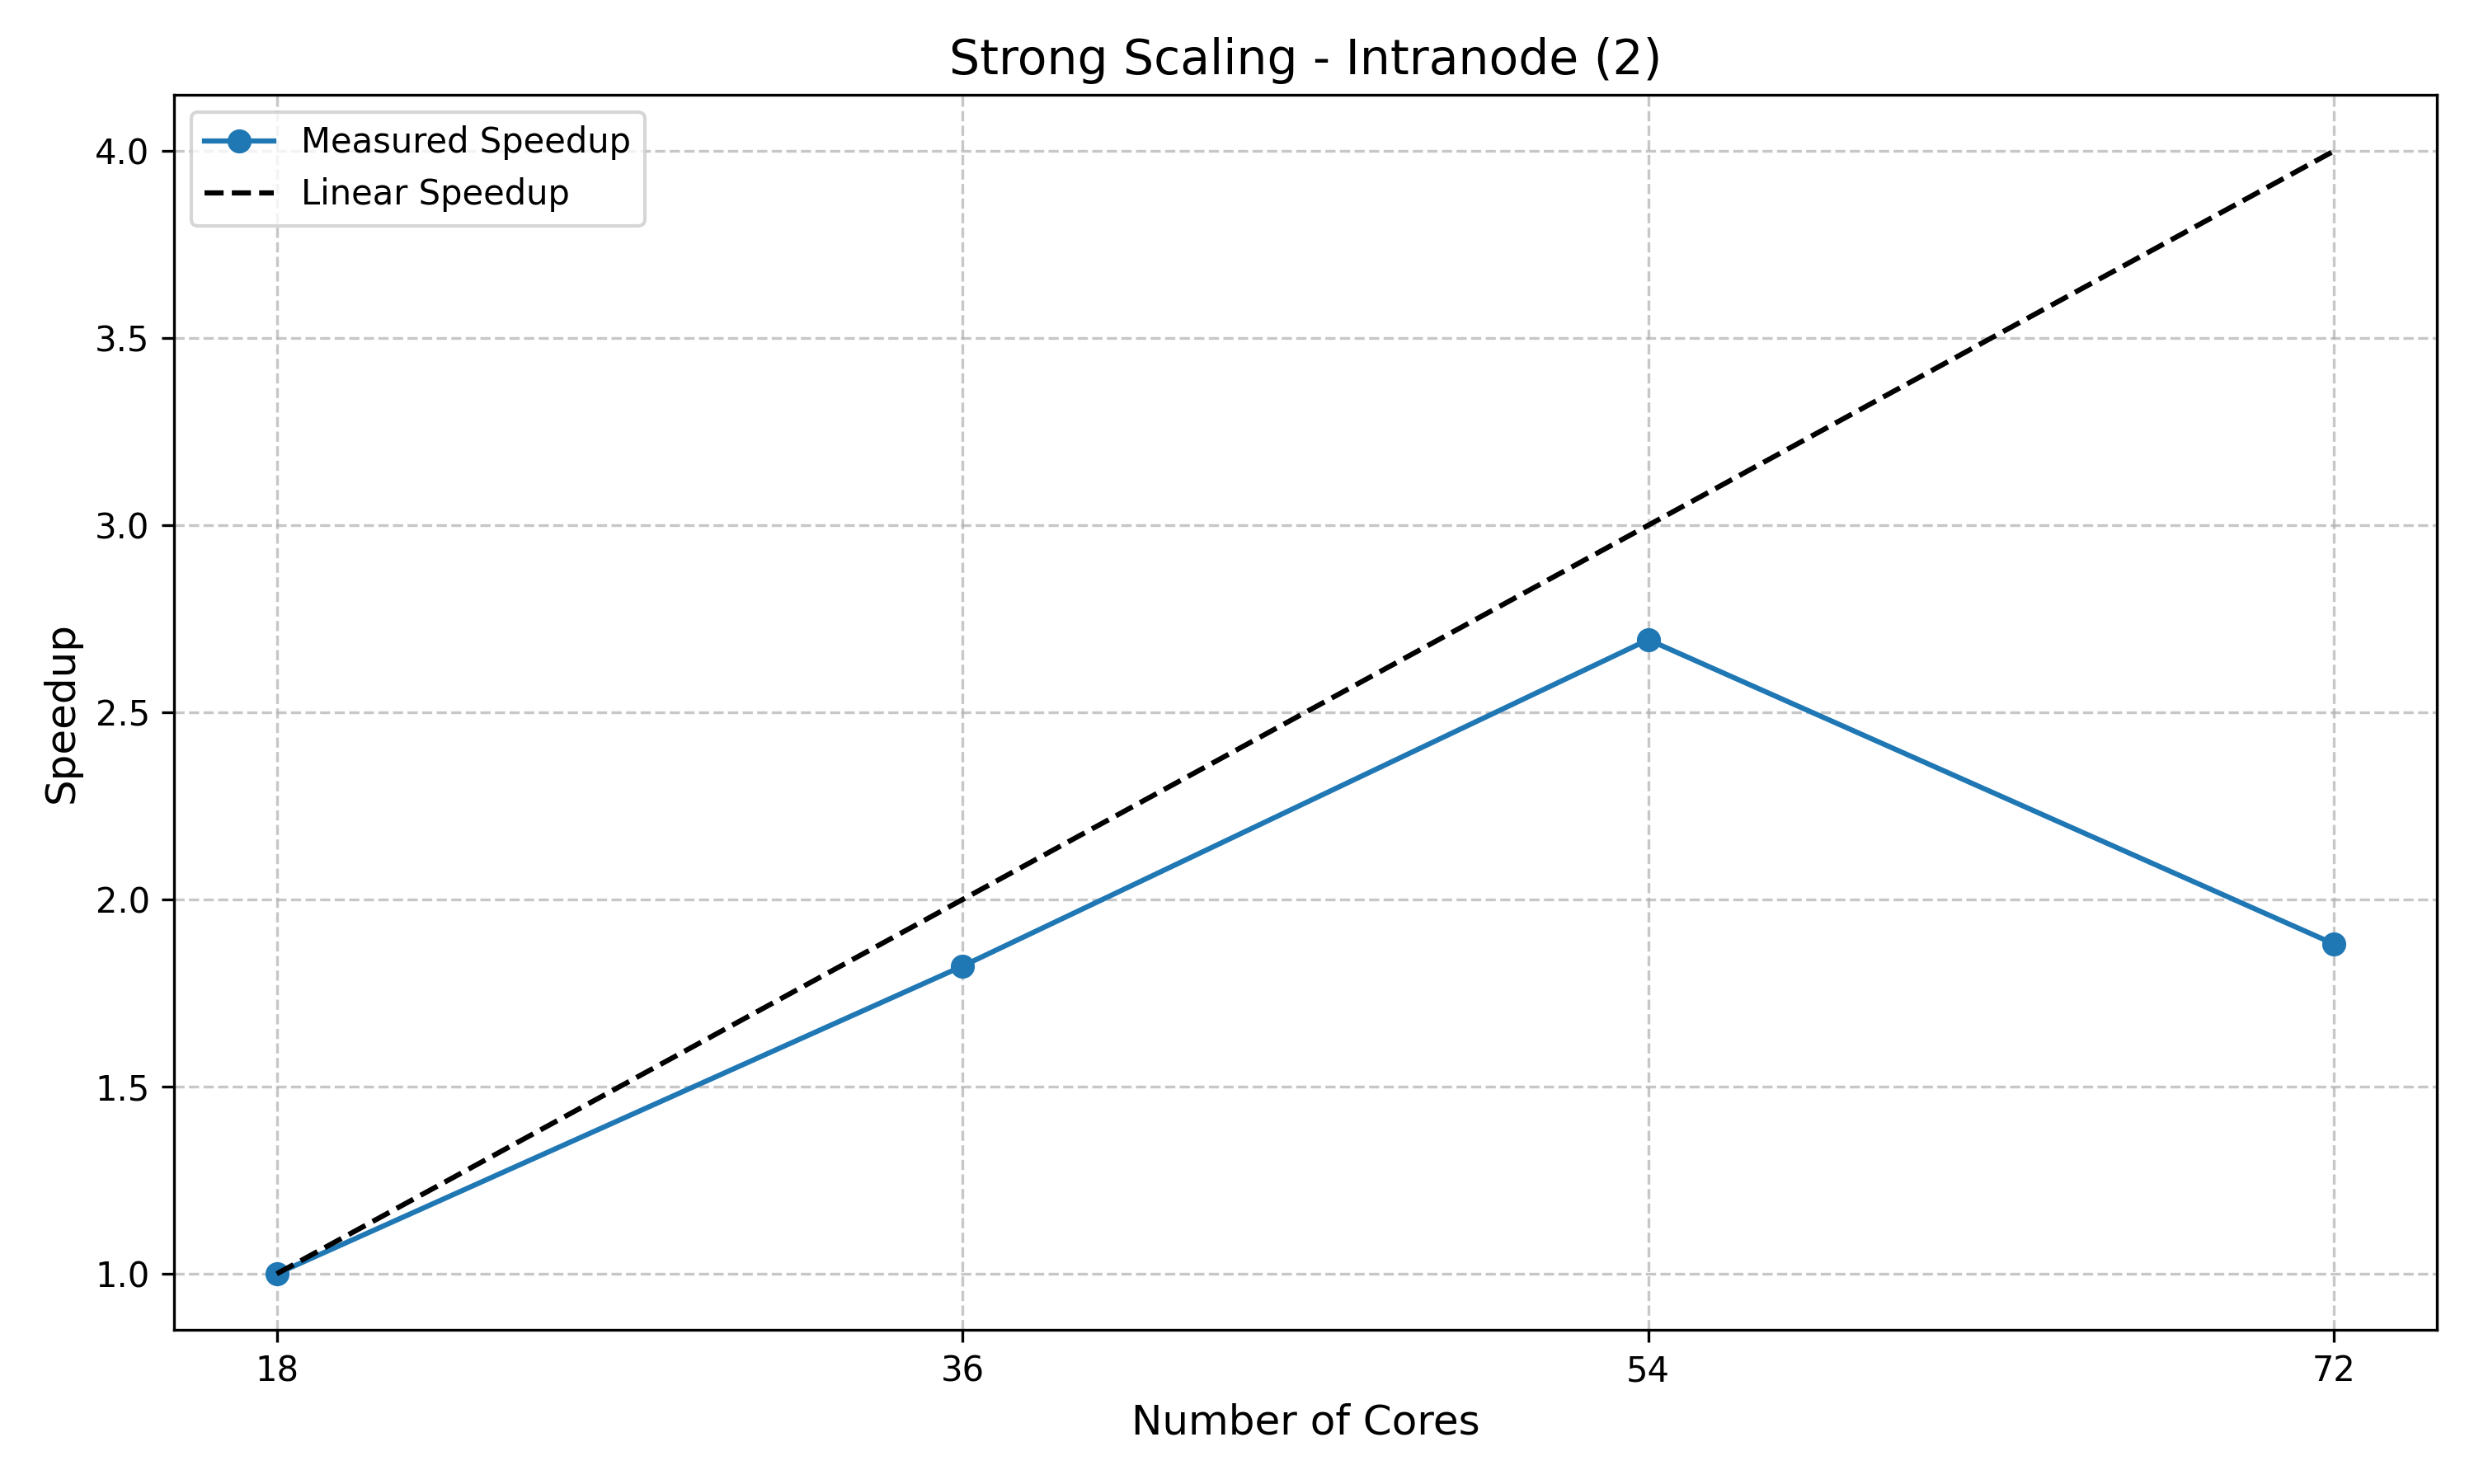 Strong Scaling - Intranode (2)
Measured Speedup
Linear Speedup
4.0
3.5
3.0
2.5
2.0
1.5
1.0
Speedup
18 36 54 72
Number of Cores